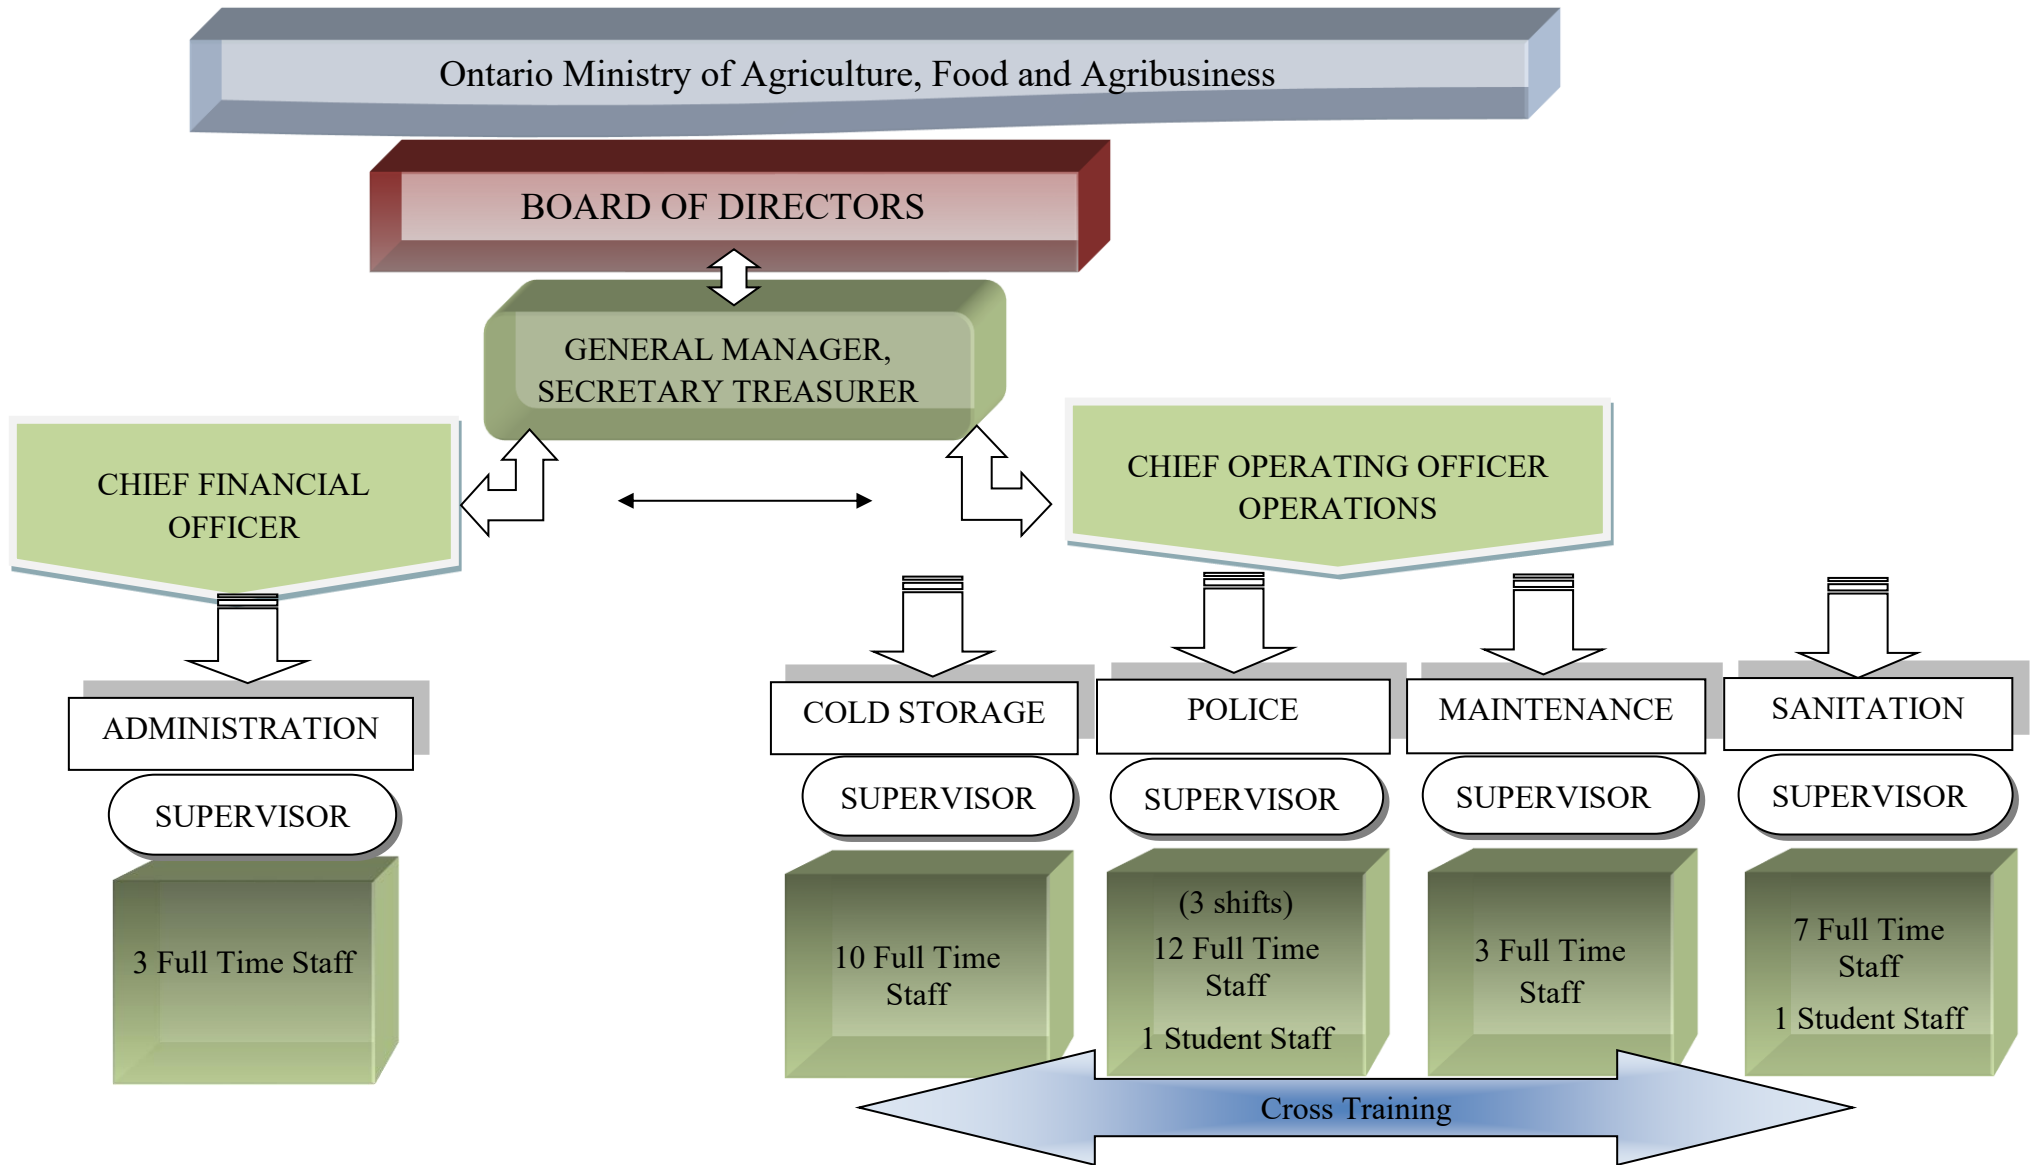 Ontario Ministry of Agriculture, Food and Agribusiness
BOARD OF DIRECTORS
GENERAL MANAGER,
SECRETARY TREASURER
CHIEF FINANCIAL
OFFICER
CHIEF OPERATING OFFICER
OPERATIONS
ADMINISTRATION
SUPERVISOR
3 Full Time Staff
COLD STORAGE
SUPERVISOR
10 Full Time
Staff
POLICE
SUPERVISOR
(3 shifts)
12 Full Time
Staff
1 Student Staff
MAINTENANCE
SUPERVISOR
3 Full Time
Staff
SANITATION
SUPERVISOR
7 Full Time
Staff
1 Student Staff
Cross Training